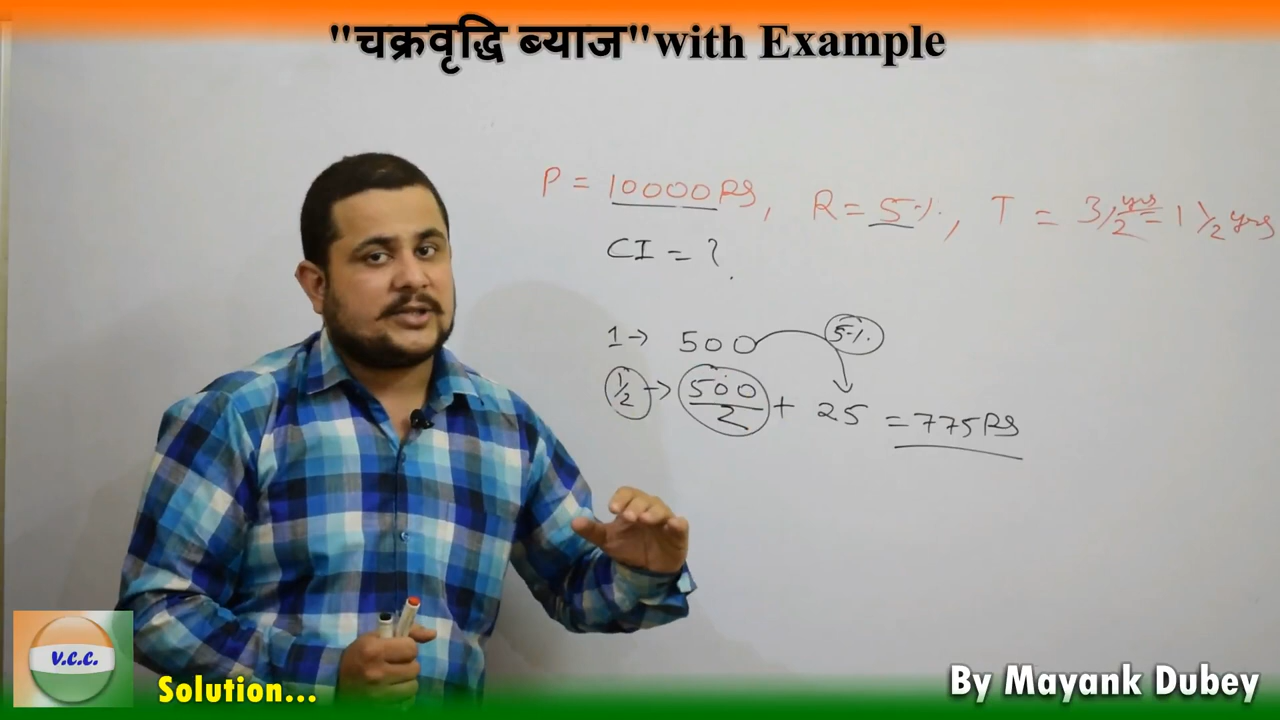 "चक्रवृद्धि ब्याज"with Example
P = 10000 Rs, R = 5%, T = 3/2 yrs = 1 1/2 yrs
CI = ?
1 → 500 5%
1/2 → 500/2 + 25 = 775 Rs
V.C.C.
Solution...
By Mayank Dubey